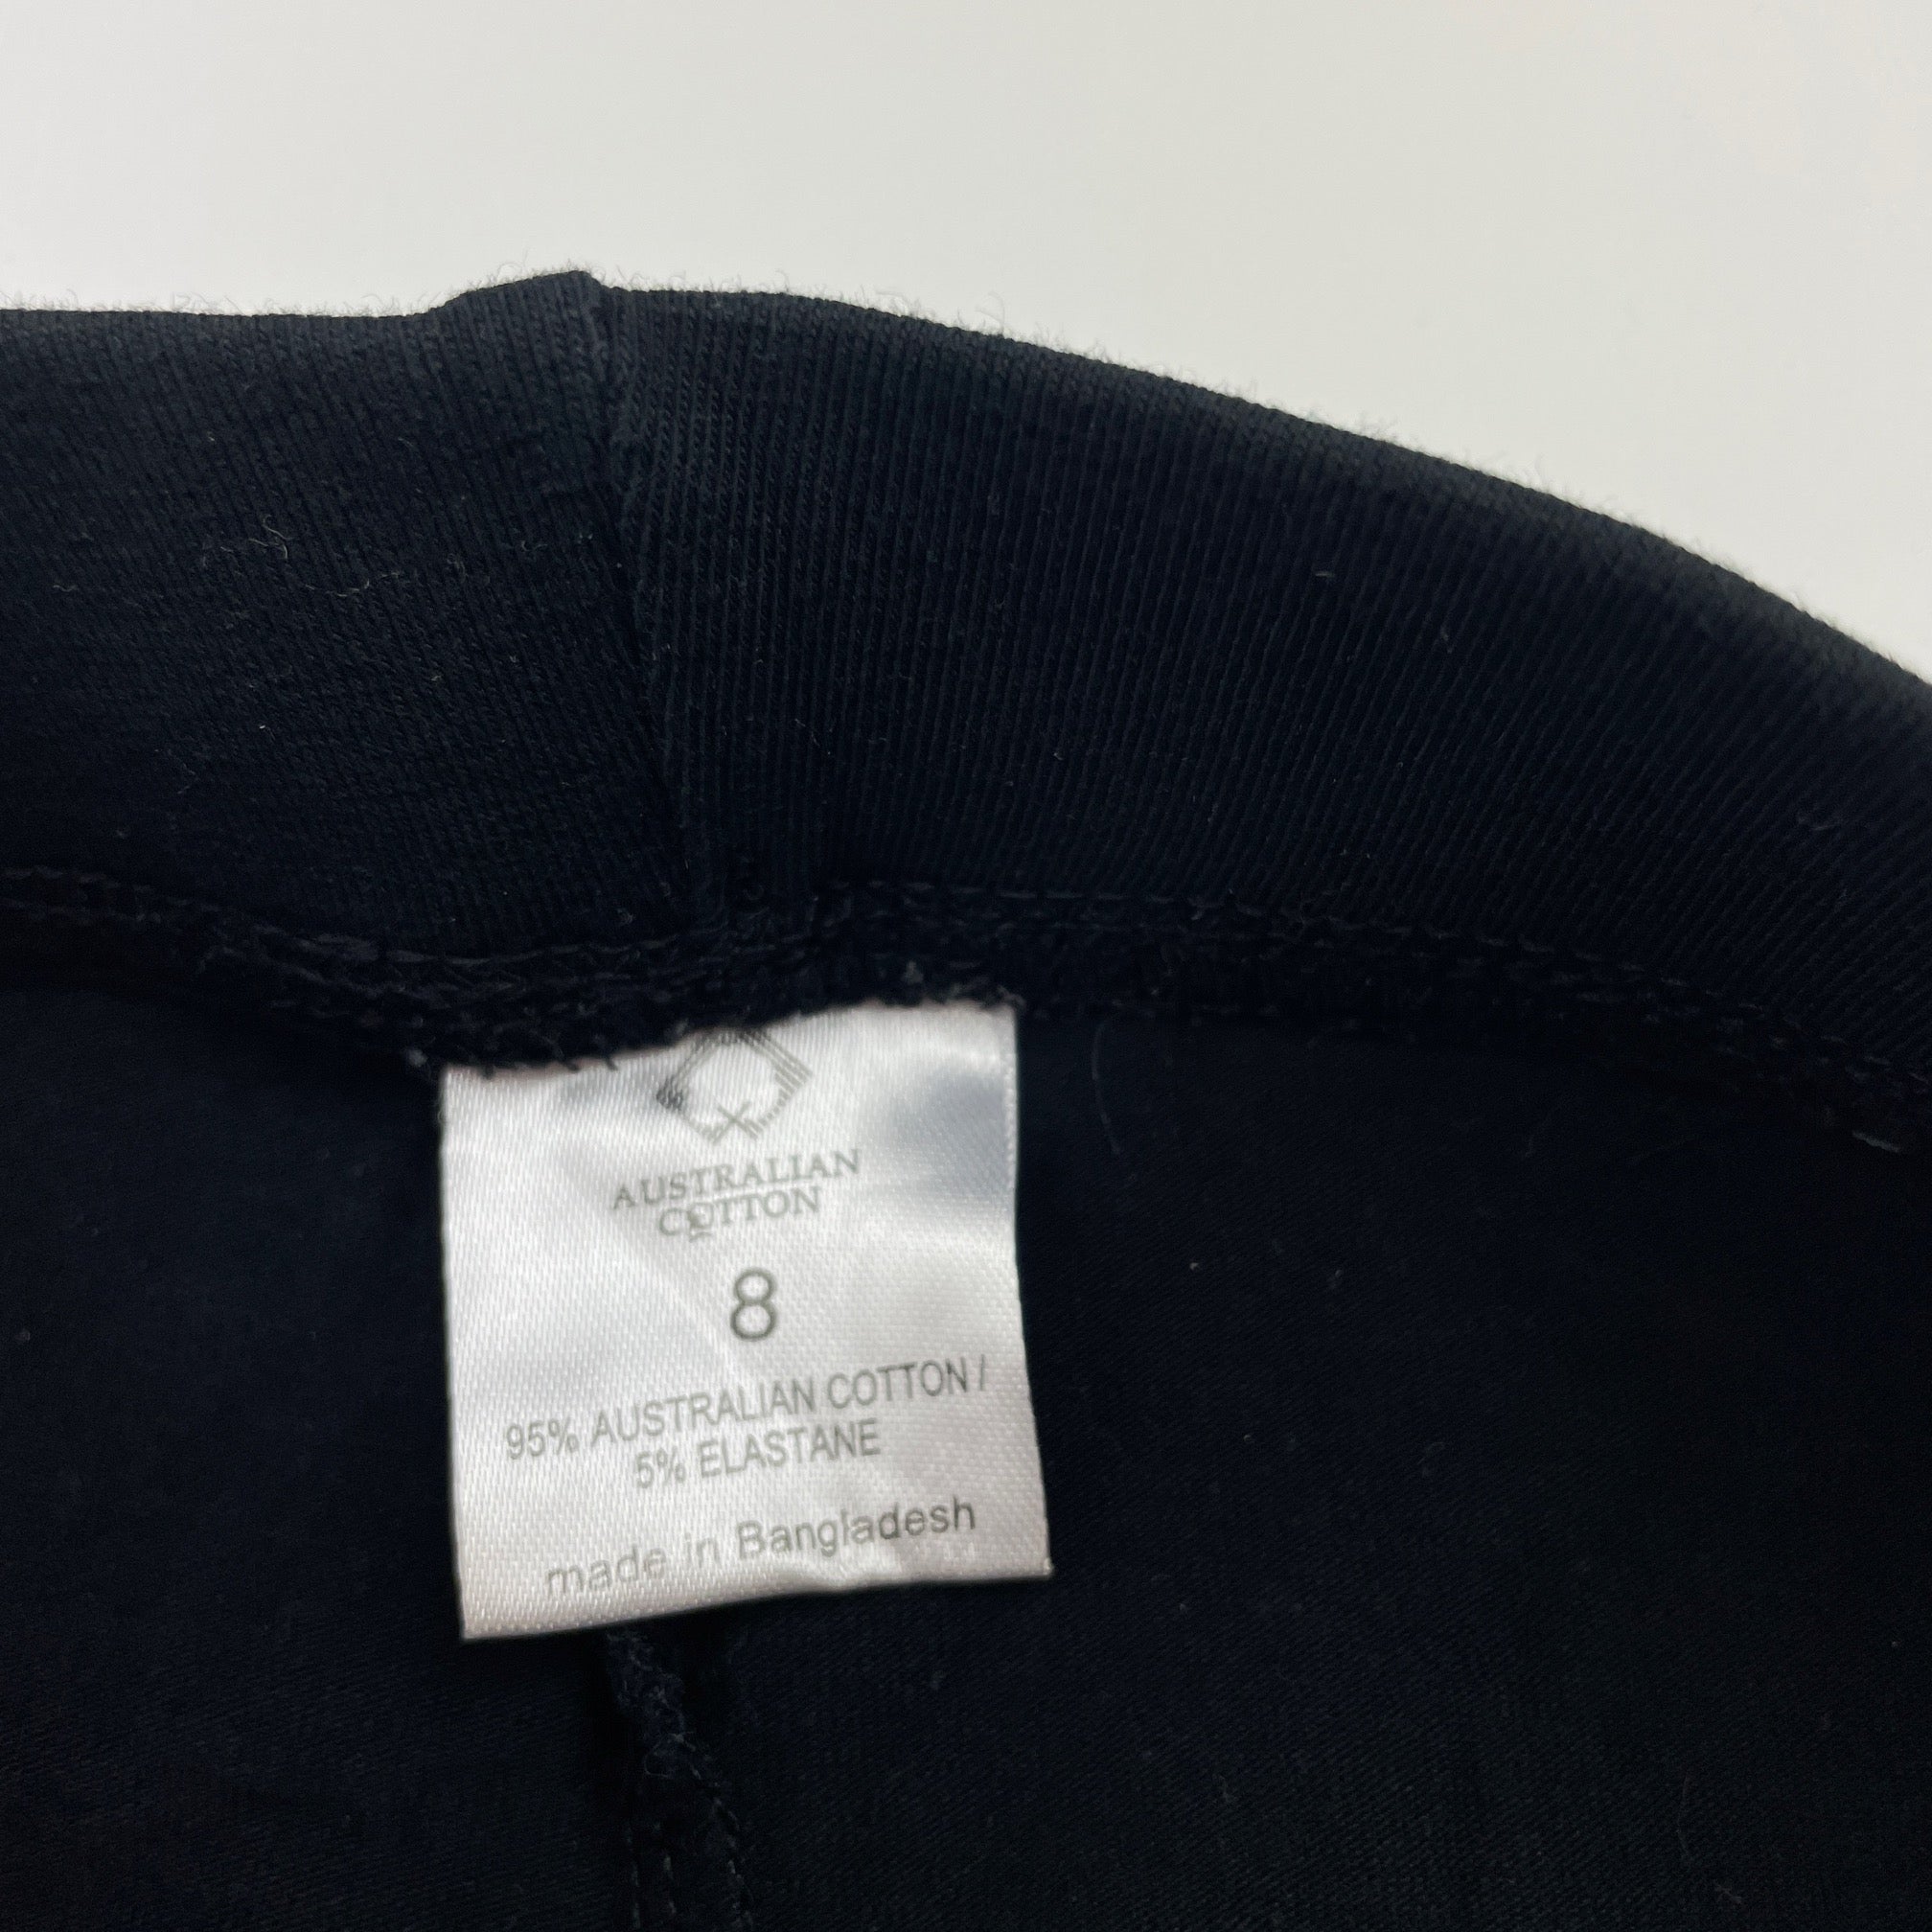 AUSTRALIAN
COTTON
8
95% AUSTRALIAN COTTON /
5% ELASTANE
made in Bangladesh